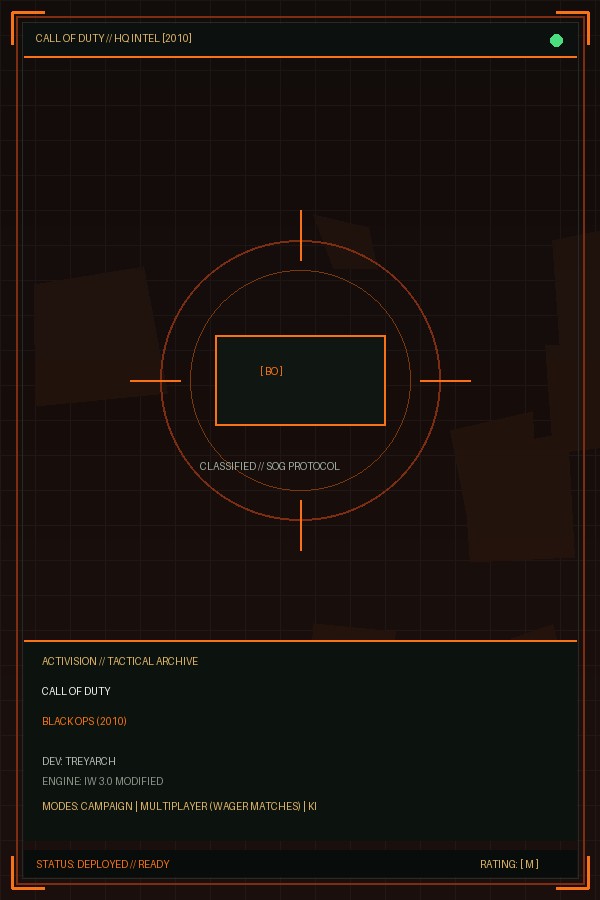 CALL OF DUTY // HQ INTEL [2010]
[ BO ]
CLASSIFIED // SOG PROTOCOL
ACTIVISION // TACTICAL ARCHIVE
CALL OF DUTY
BLACK OPS (2010)
DEV: TREYARCH
ENGINE: IW 3.0 MODIFIED
MODES: CAMPAIGN | MULTIPLAYER (WAGER MATCHES) | KI
STATUS: DEPLOYED // READY
RATING: [ M ]